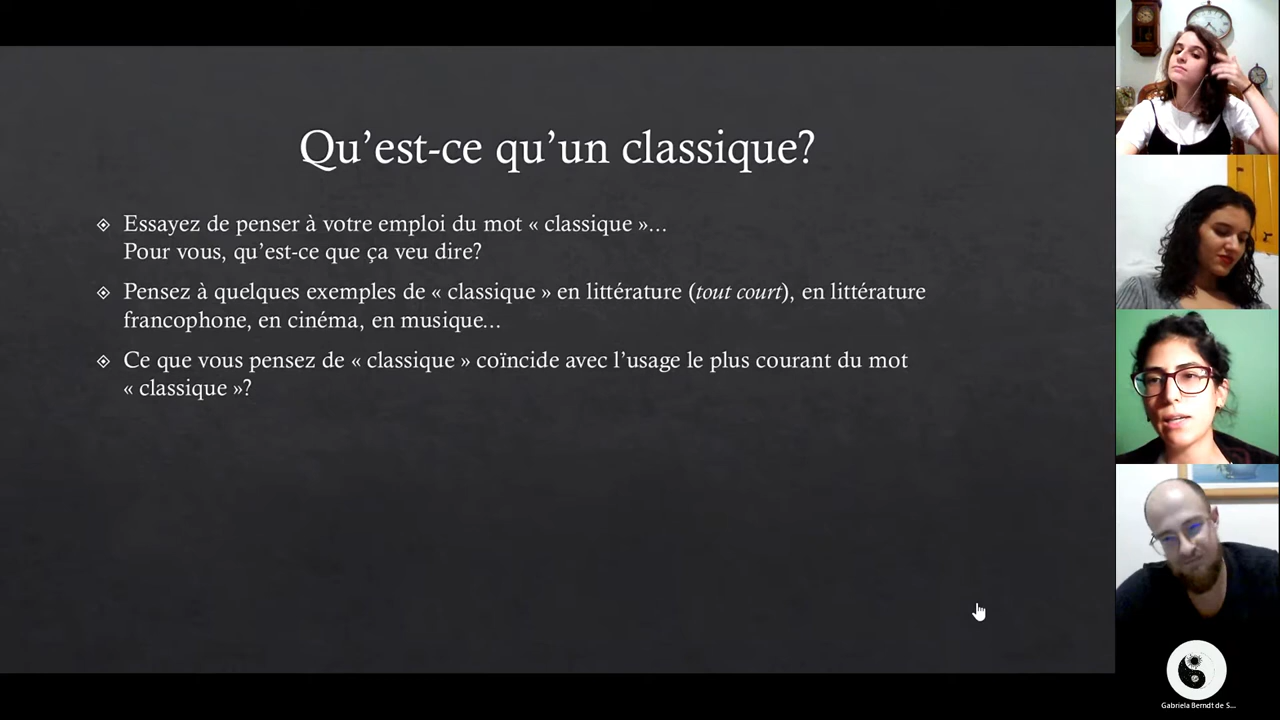 Qu’est-ce qu’un classique?
Essayez de penser à votre emploi du mot « classique »...
Pour vous, qu’est-ce que ça veu dire?
Pensez à quelques exemples de « classique » en littérature (tout court), en littérature
francophone, en cinéma, en musique...
Ce que vous pensez de « classique » coïncide avec l’usage le plus courant du mot
« classique »?
Gabriela Berndt de S...